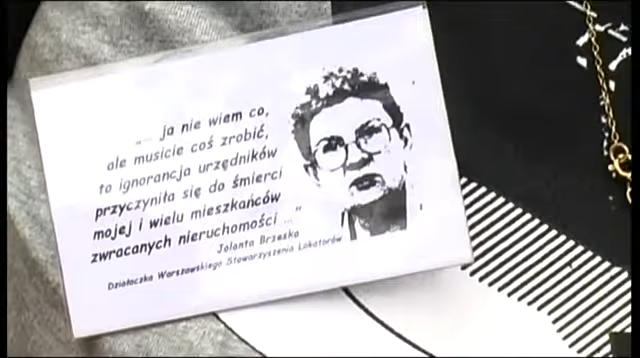 „... ja nie wiem co,
ale musicie coś zrobić,
to ignorancja urzędników
przyczyniła się do śmierci
mojej i wielu mieszkańców
zwracanych nieruchomości ..."
Jolanta Brzeska
Działaczka Warszawskiego Stowarzyszenia Lokatorów